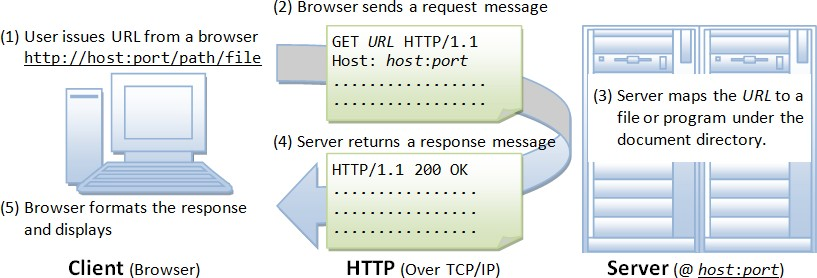 (2) Browser sends a request message
(1) User issues URL from a browser
http://host:port/path/file
GET URL HTTP/1.1
Host: host:port
. . . . . . . . . . . . . . . .
. . . . . . . . . . . . . . . .
(3) Server maps the URL to a
file or program under the
document directory.
(4) Server returns a response message
HTTP/1.1 200 OK
. . . . . . . . . . . . . . .
. . . . . . . . . . . . . . .
. . . . . . . . . . . . . . .
(5) Browser formats the response
and displays
Client (Browser)
HTTP (Over TCP/IP)
Server (@ host:port)